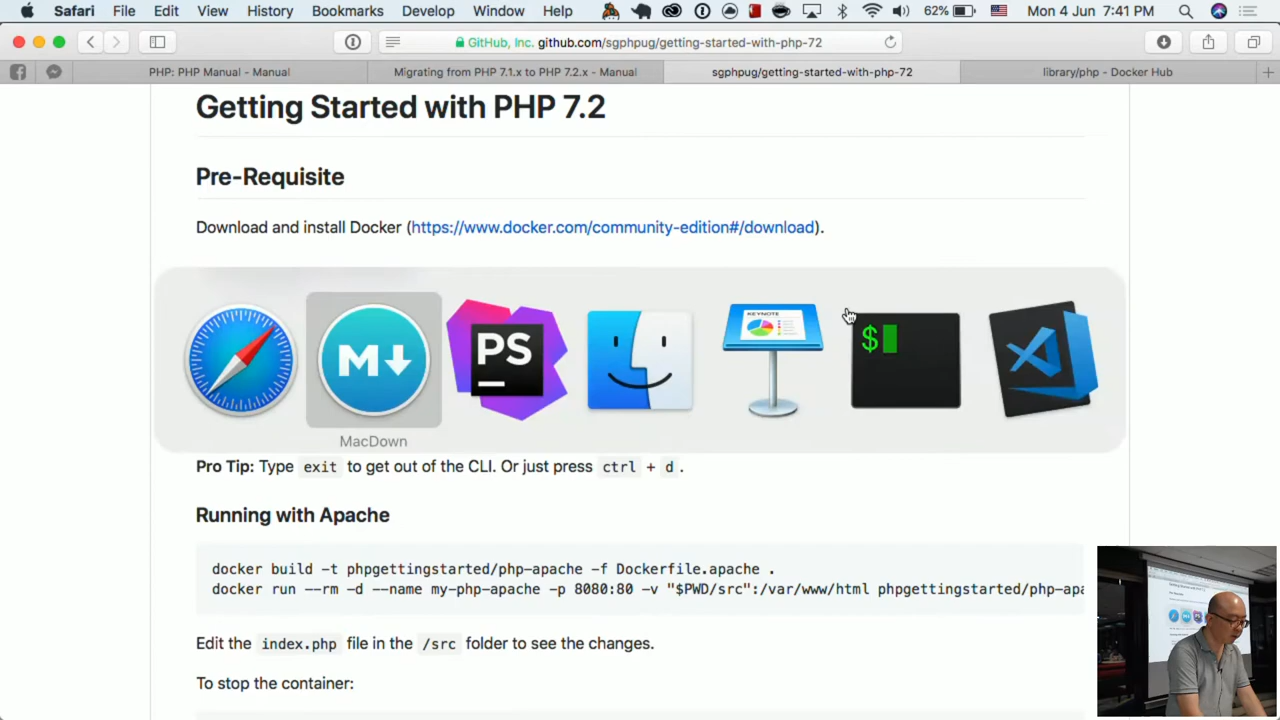 Safari File Edit View History Bookmarks Develop Window Help 62% Mon 4 Jun 7:41 PM
GitHub, Inc. github.com/sgphpug/getting-started-with-php-72
PHP: PHP Manual - Manual
Migrating from PHP 7.1.x to PHP 7.2.x - Manual
sgphpug/getting-started-with-php-72
library/php - Docker Hub
Getting Started with PHP 7.2
Pre-Requisite
Download and install Docker (https://www.docker.com/community-edition#/download).
M
PS
KEYNOTE
$
MacDown
Pro Tip: Type exit to get out of the CLI. Or just press ctrl + d .
Running with Apache
docker build -t phpgettingstarted/php-apache -f Dockerfile.apache .
docker run --rm -d --name my-php-apache -p 8080:80 -v "$PWD/src":/var/www/html phpgettingstarted/php-apa
Edit the index.php file in the /src folder to see the changes.
To stop the container: